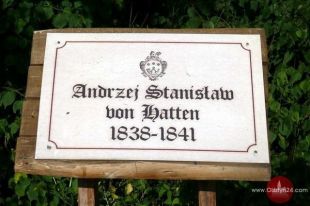 Andrzej Stanisław
von Hatten
1838-1841
www.Olsztyn24.com